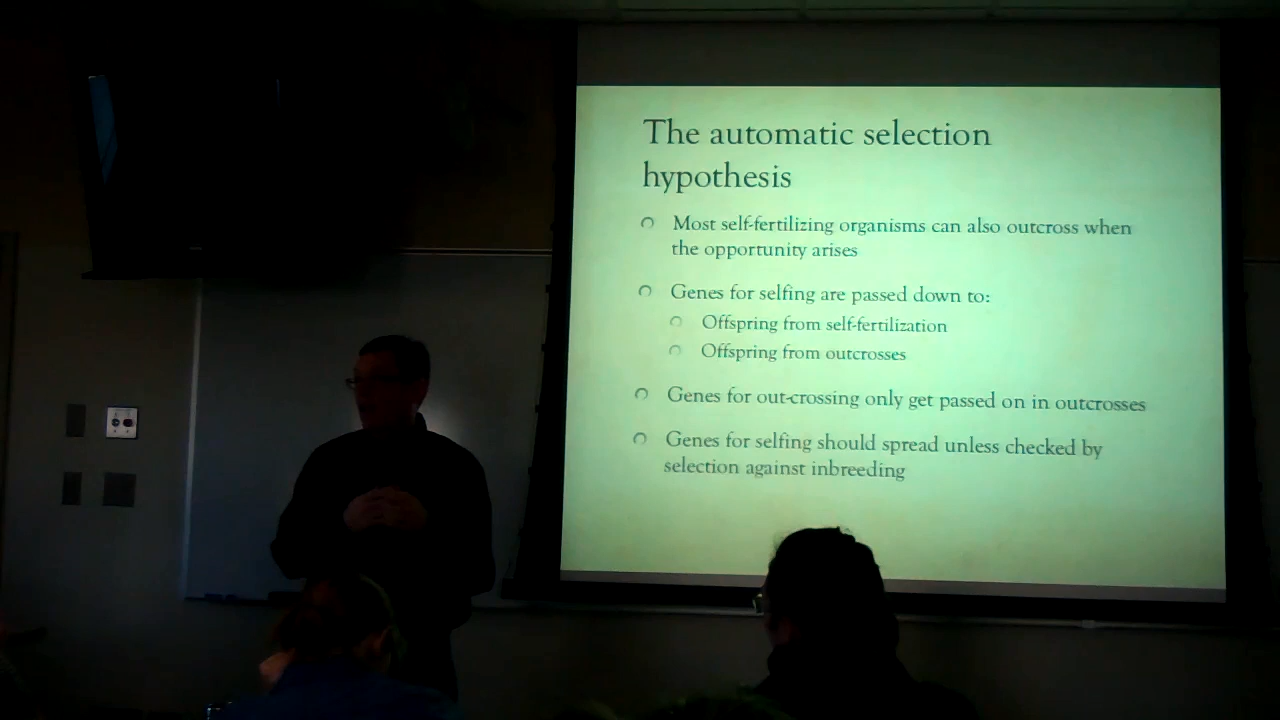 The automatic selection
hypothesis
Most self-fertilizing organisms can also outcross when
the opportunity arises
Genes for selfing are passed down to:
Offspring from self-fertilization
Offspring from outcrosses
Genes for out-crossing only get passed on in outcrosses
Genes for selfing should spread unless checked by
selection against inbreeding